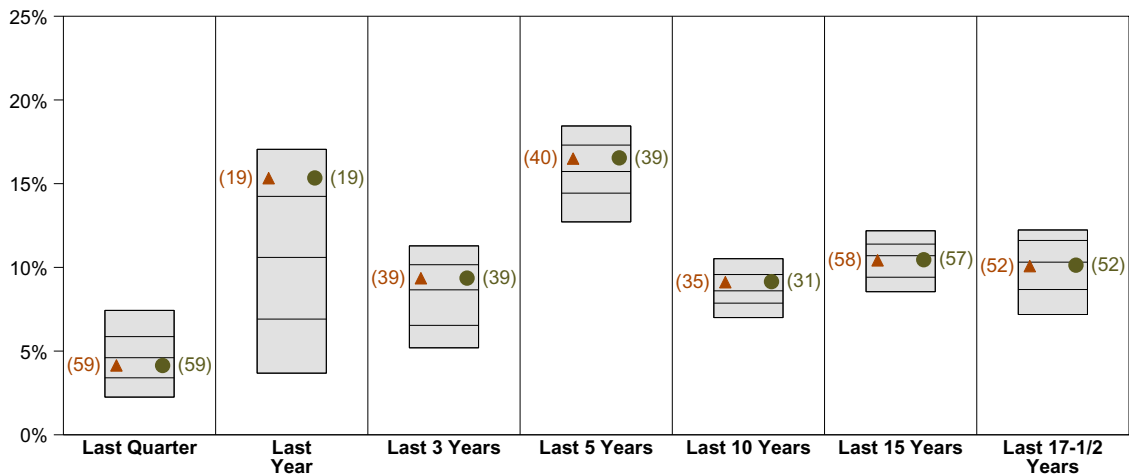 25%
20%
15%
10%
5%
0%
(59)
(59)
(19)
(19)
(39)
(39)
(40)
(39)
(35)
(31)
(58)
(57)
(52)
(52)
Last Quarter
Last
Year
Last 3 Years
Last 5 Years
Last 10 Years
Last 15 Years
Last 17-1/2
Years